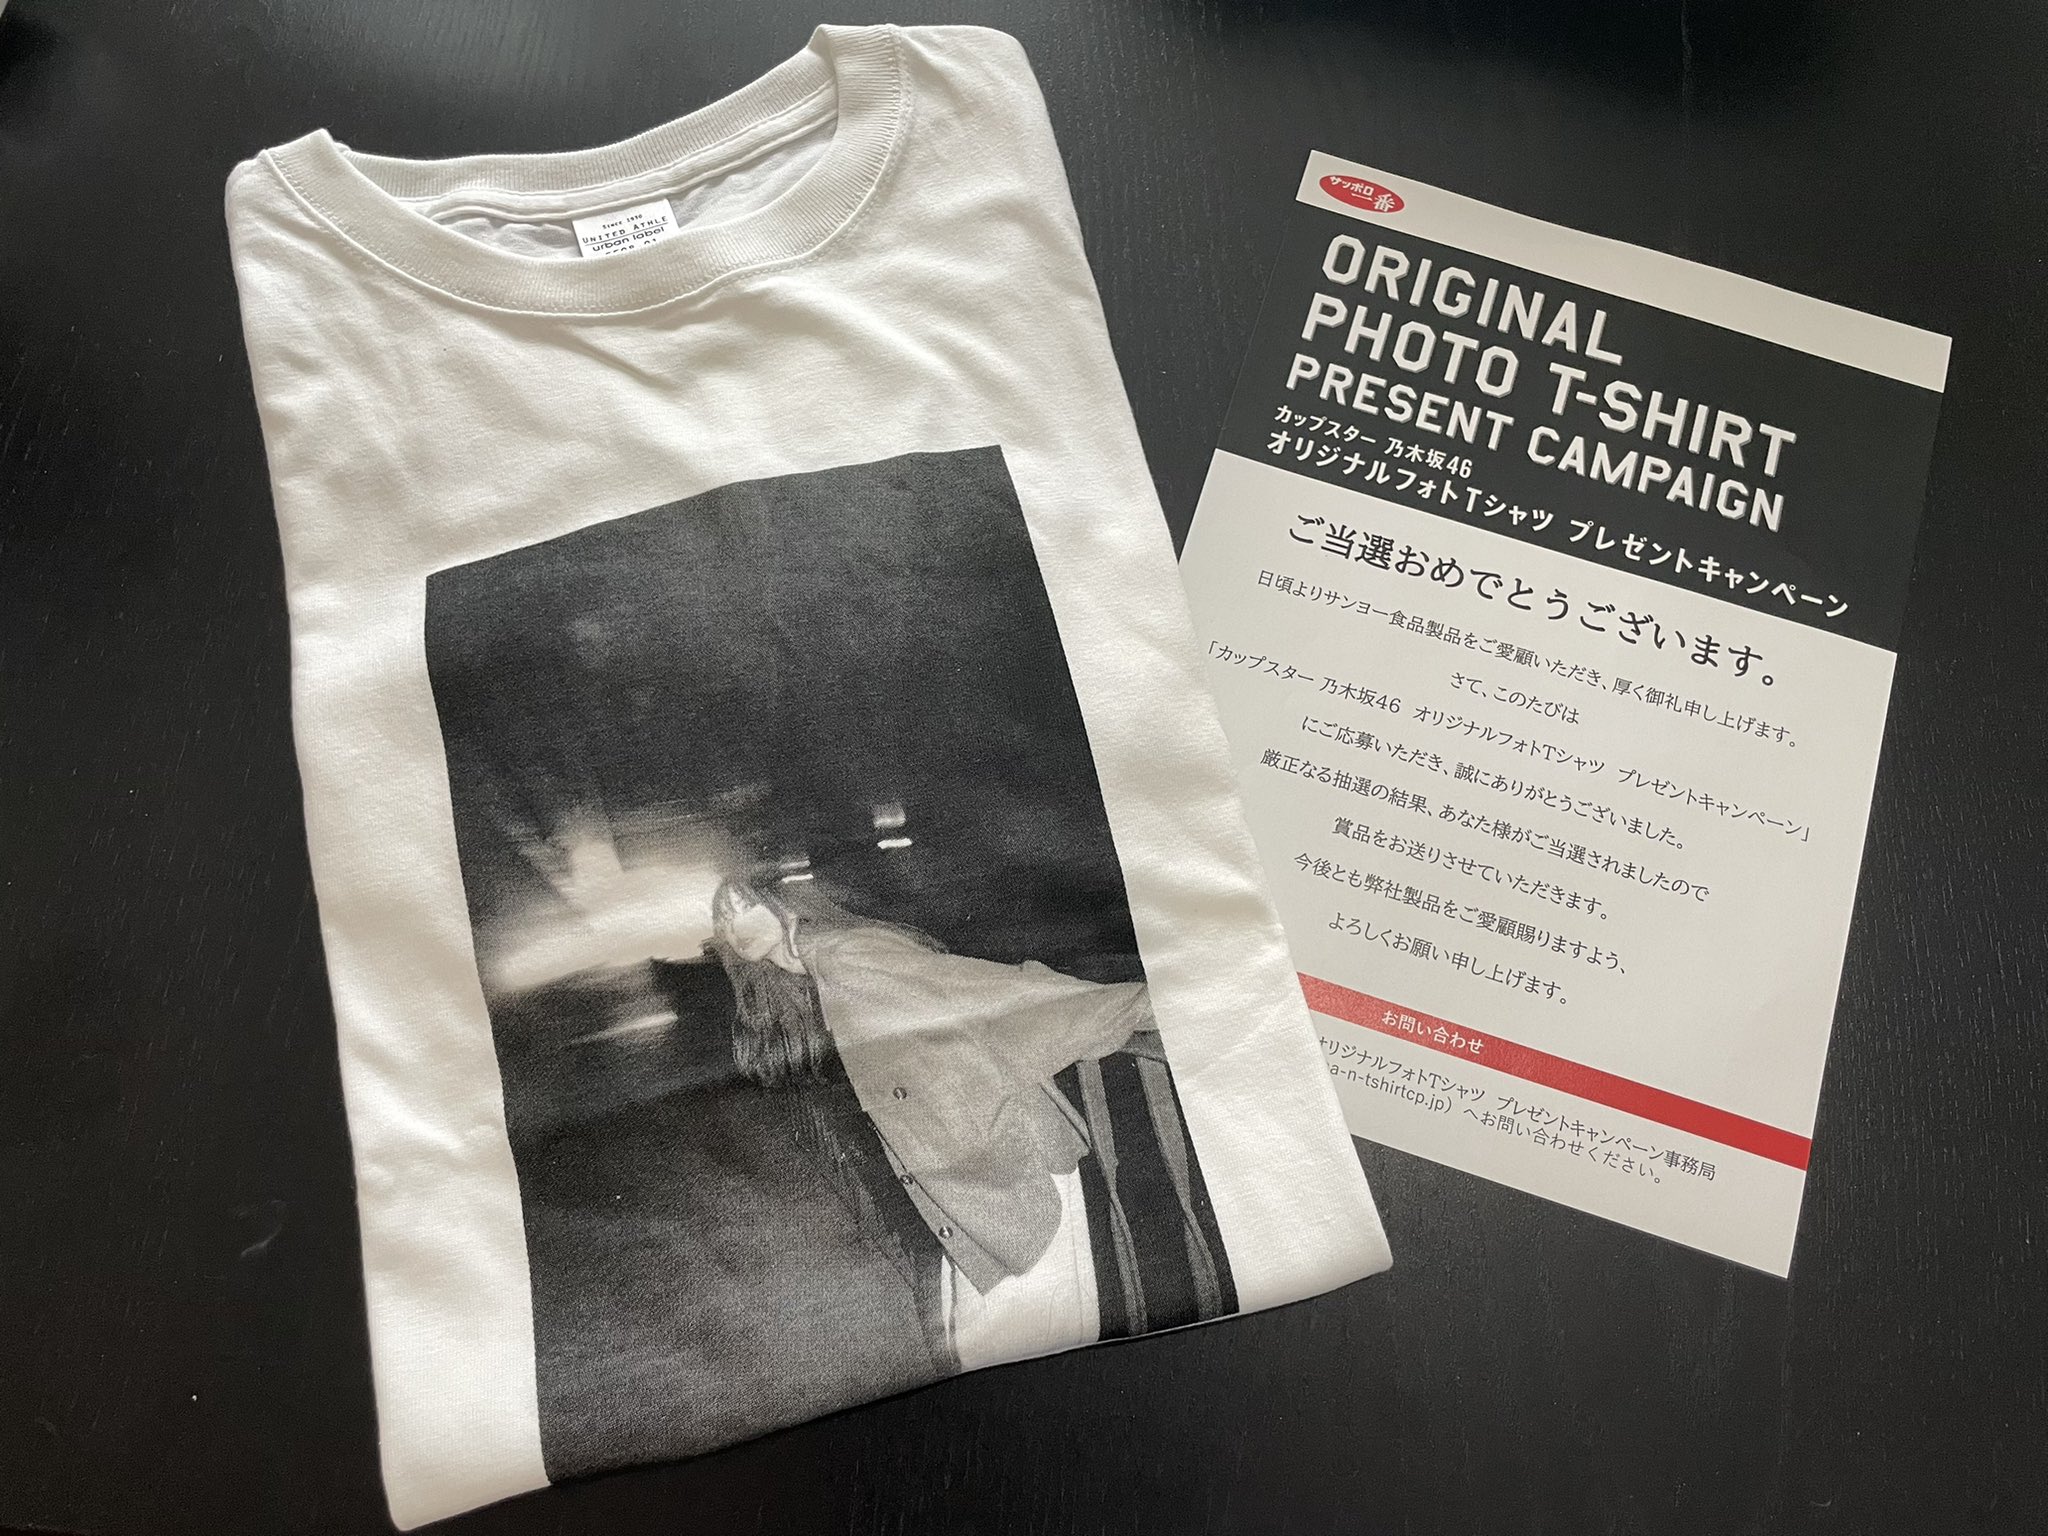 SINCE 1950
UNITED ATHLE
urban label
サッポロ
一番
ORIGINAL
PHOTO T-SHIRT
PRESENT CAMPAIGN
カップスター 乃木坂46
オリジナルフォトTシャツ プレゼントキャンペーン
ご当選おめでとうございます。
日頃よりサンヨー食品製品をご愛顧いただき、厚く御礼申し上げます。
さて、このたびは
「カップスター 乃木坂46 オリジナルフォトTシャツ プレゼントキャンペーン」
にご応募いただき、誠にありがとうございました。
厳正なる抽選の結果、あなた様がご当選されましたので
賞品をお送りさせていただきます。
今後とも弊社製品をご愛顧賜りますよう、
よろしくお願い申し上げます。
お問い合わせ
オリジナルフォトTシャツ プレゼントキャンペーン事務局
a-n-tshirtcp.jp）へお問い合わせください。